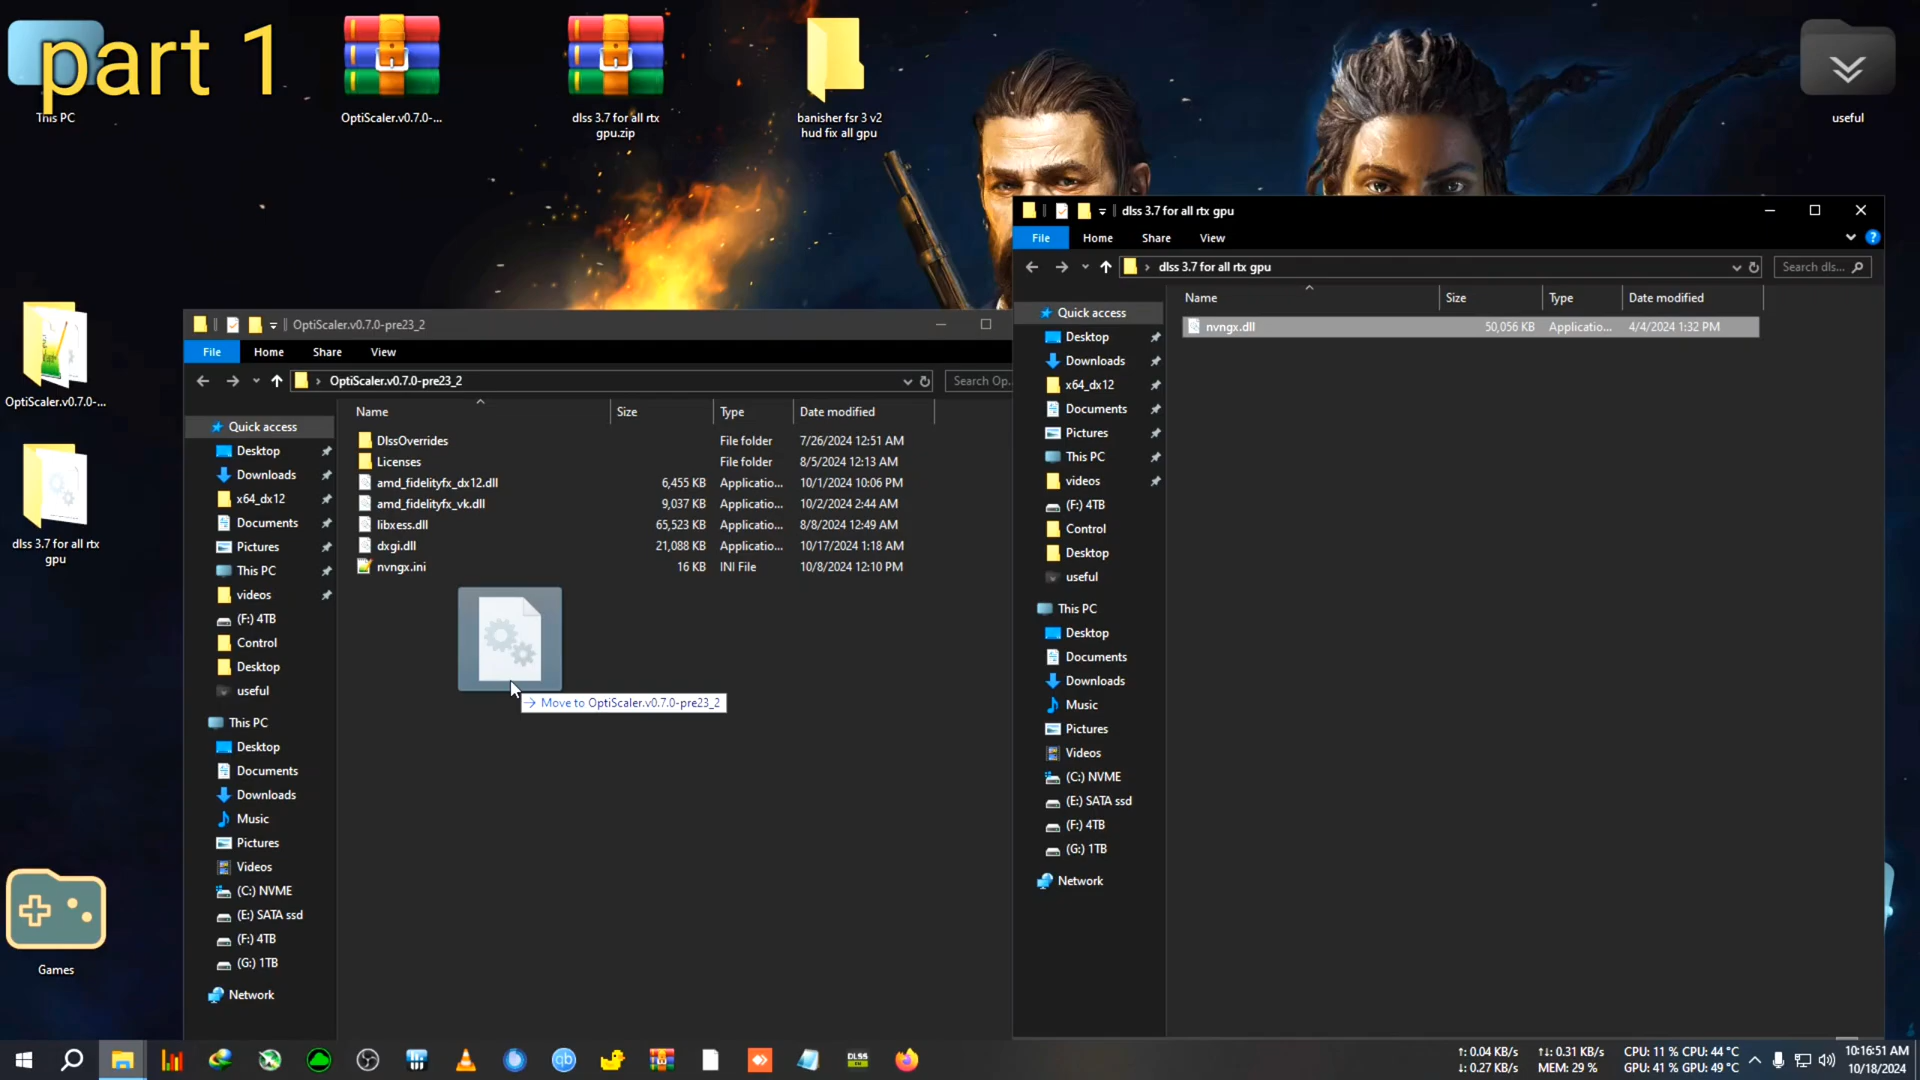 part 1
This PC
OptiScaler.v0.7.0-...
dlss 3.7 for all rtx
gpu.zip
banisher fsr 3 v2
hud fix all gpu
useful
OptiScaler.v0.7.0-...
dlss 3.7 for all rtx
gpu
Games
OptiScaler.v0.7.0-pre23_2
File Home Share View
OptiScaler.v0.7.0-pre23_2
Search Op...
Name Size Type Date modified
Quick access
Desktop
Downloads
x64_dx12
Documents
Pictures
This PC
videos
(F:) 4TB
Control
Desktop
useful
This PC
Desktop
Documents
Downloads
Music
Pictures
Videos
(C:) NVME
(E:) SATA ssd
(F:) 4TB
(G:) 1TB
Network
DlssOverrides File folder 7/26/2024 12:51 AM
Licenses File folder 8/5/2024 12:13 AM
amd_fidelityfx_dx12.dll 6,455 KB Applicatio... 10/1/2024 10:06 PM
amd_fidelityfx_vk.dll 9,037 KB Applicatio... 10/2/2024 2:44 AM
libxess.dll 65,523 KB Applicatio... 8/8/2024 12:49 AM
dxgi.dll 21,088 KB Applicatio... 10/17/2024 1:18 AM
nvngx.ini 16 KB INI File 10/8/2024 12:10 PM
Move to OptiScaler.v0.7.0-pre23_2
dlss 3.7 for all rtx gpu
File Home Share View
dlss 3.7 for all rtx gpu
Search dls...
Name Size Type Date modified
nvngx.dll 50,056 KB Applicatio... 4/4/2024 1:32 PM
Quick access
Desktop
Downloads
x64_dx12
Documents
Pictures
This PC
videos
(F:) 4TB
Control
Desktop
useful
This PC
Desktop
Documents
Downloads
Music
Pictures
Videos
(C:) NVME
(E:) SATA ssd
(F:) 4TB
(G:) 1TB
Network
qb
DLSS
↑: 0.04 KB/s ↑↓: 0.31 KB/s CPU: 11 % CPU: 44 °C
↓: 0.27 KB/s MEM: 29 % GPU: 41 % GPU: 49 °C
10:16:51 AM
10/18/2024